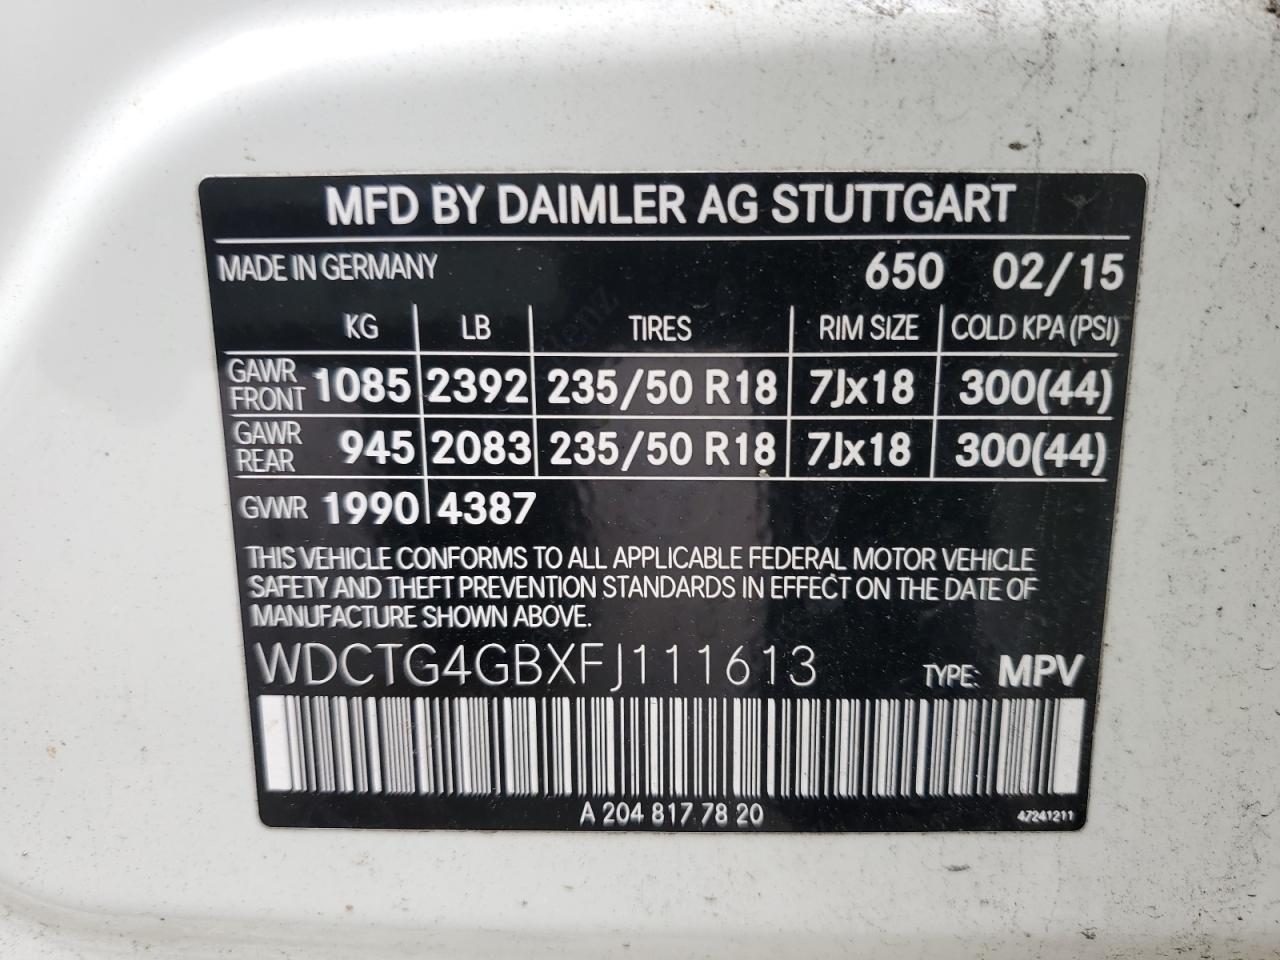 MFD BY DAIMLER AG STUTTGART
MADE IN GERMANY 650 02/15
KG LB TIRES RIM SIZE COLD KPA (PSI)
GAWR FRONT 1085 2392 235/50 R18 7Jx18 300(44)
GAWR REAR 945 2083 235/50 R18 7Jx18 300(44)
GVWR 1990 4387
THIS VEHICLE CONFORMS TO ALL APPLICABLE FEDERAL MOTOR VEHICLE
SAFETY AND THEFT PREVENTION STANDARDS IN EFFECT ON THE DATE OF
MANUFACTURE SHOWN ABOVE.
WDCTG4GBXFJ111613 TYPE: MPV
A 204 817 78 20 47241211